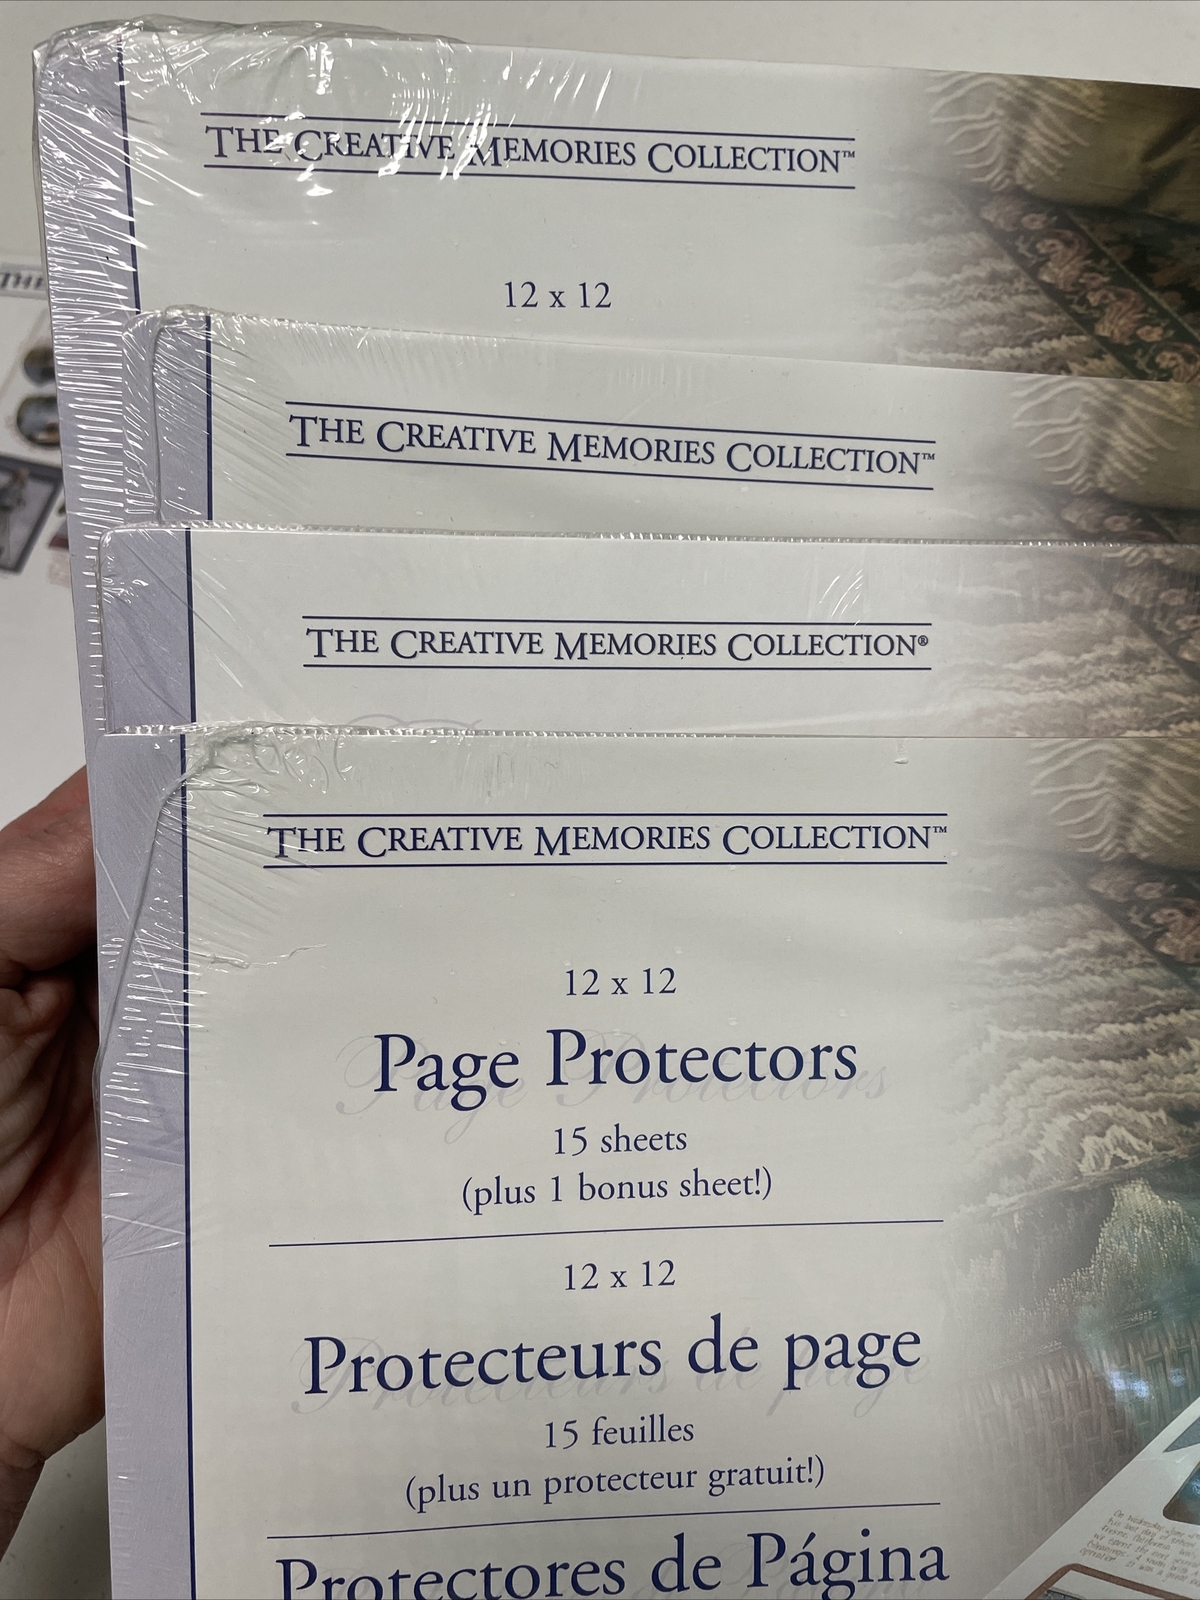 THE CREATIVE MEMORIES COLLECTION™
12 x 12
THE CREATIVE MEMORIES COLLECTION™
THE CREATIVE MEMORIES COLLECTION®
THE CREATIVE MEMORIES COLLECTION™
12 x 12
Page Protectors
15 sheets
(plus 1 bonus sheet!)
12 x 12
Protecteurs de page
15 feuilles
(plus un protecteur gratuit!)
Protectores de Página